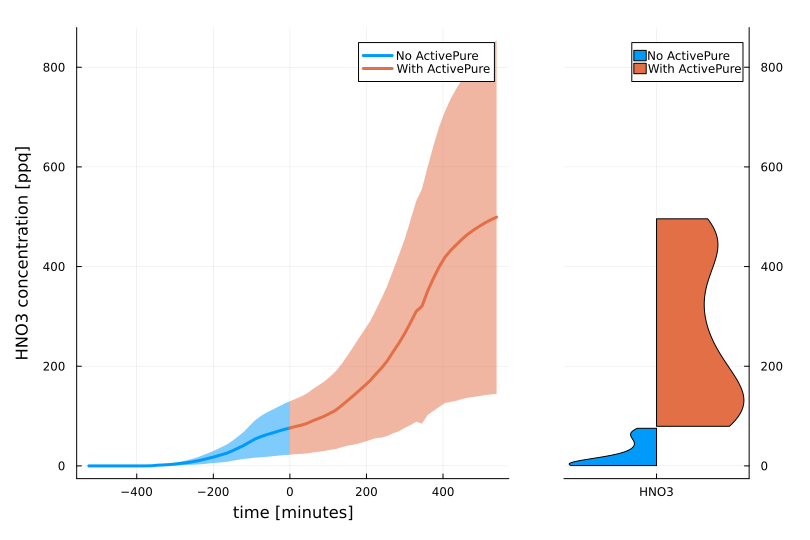 No ActivePure
With ActivePure
800
600
400
200
0
HNO3 concentration [ppq]
−400
−200
0
200
400
time [minutes]
No ActivePure
With ActivePure
800
600
400
200
0
HNO3